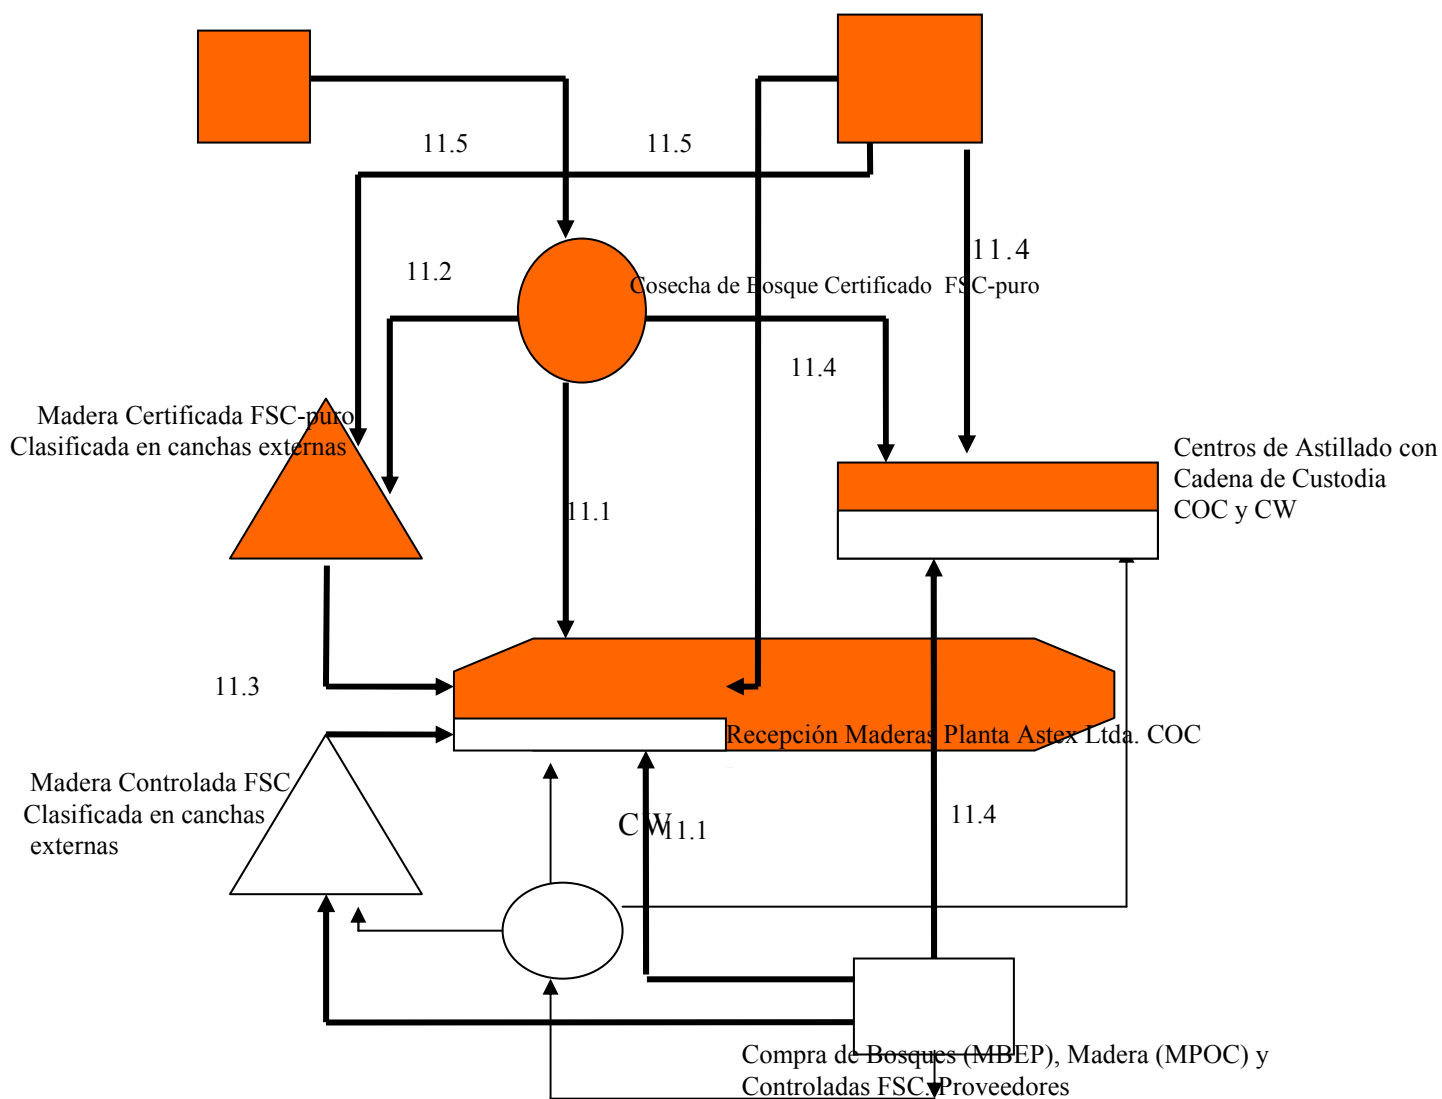 11.5
11.5
11.4
11.2
Cosecha de Bosque Certificado FSC-puro
11.4
Madera Certificada FSC-puro
Clasificada en canchas externas
Centros de Astillado con
Cadena de Custodia
COC y CW
11.1
11.3
Recepción Maderas Planta Astex Ltda. COC
Madera Controlada FSC
Clasificada en canchas
externas
CW
11.1
11.4
Compra de Bosques (MBEP), Madera (MPOC) y
Controladas FSC. Proveedores